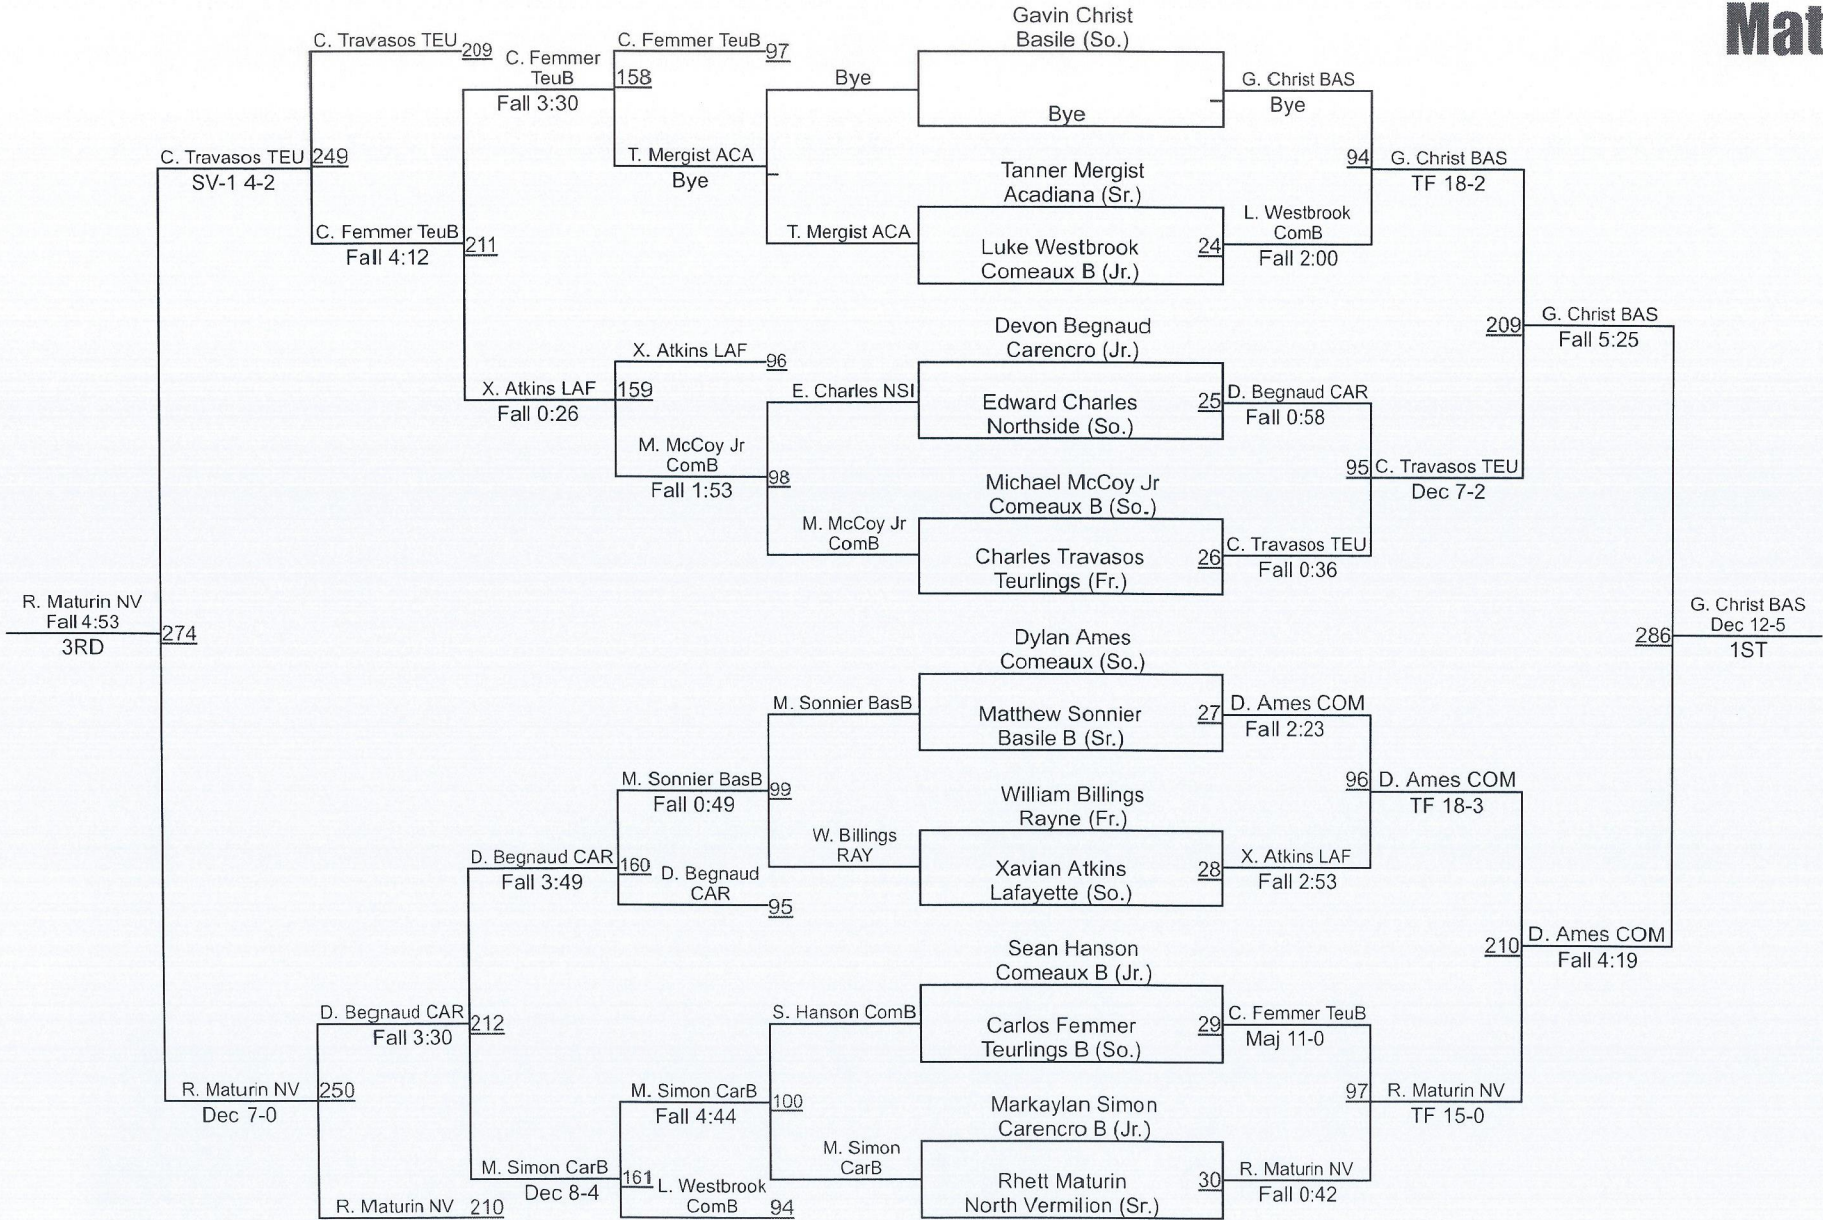 Mat
Gavin Christ
Basile (So.)
Bye
Tanner Mergist
Acadiana (Sr.)
Luke Westbrook
Comeaux B (Jr.)
24
Devon Begnaud
Carencro (Jr.)
Edward Charles
Northside (So.)
25
Michael McCoy Jr
Comeaux B (So.)
Charles Travasos
Teurlings (Fr.)
26
Dylan Ames
Comeaux (So.)
Matthew Sonnier
Basile B (Sr.)
27
William Billings
Rayne (Fr.)
Xavian Atkins
Lafayette (So.)
28
Sean Hanson
Comeaux B (Jr.)
Carlos Femmer
Teurlings B (So.)
29
Markaylan Simon
Carencro B (Jr.)
Rhett Maturin
North Vermilion (Sr.)
30
G. Christ BAS
Bye
L. Westbrook
ComB
Fall 2:00
D. Begnaud CAR
Fall 0:58
C. Travasos TEU
Fall 0:36
D. Ames COM
Fall 2:23
X. Atkins LAF
Fall 2:53
C. Femmer TeuB
Maj 11-0
R. Maturin NV
Fall 0:42
94
G. Christ BAS
TF 18-2
95
C. Travasos TEU
Dec 7-2
96
D. Ames COM
TF 18-3
97
R. Maturin NV
TF 15-0
209
G. Christ BAS
Fall 5:25
210
D. Ames COM
Fall 4:19
286
G. Christ BAS
Dec 12-5
1ST
Bye
T. Mergist ACA
E. Charles NSI
M. McCoy Jr
ComB
M. Sonnier BasB
W. Billings
RAY
S. Hanson ComB
M. Simon
CarB
C. Femmer TeuB
97
T. Mergist ACA
Bye
X. Atkins LAF
96
M. McCoy Jr
ComB
Fall 1:53
98
M. Sonnier BasB
Fall 0:49
99
D. Begnaud
CAR
95
M. Simon CarB
Fall 4:44
100
L. Westbrook
ComB
94
C. Femmer
TeuB
Fall 3:30
158
X. Atkins LAF
Fall 0:26
159
D. Begnaud CAR
Fall 3:49
160
M. Simon CarB
Dec 8-4
161
C. Travasos TEU
209
C. Femmer TeuB
Fall 4:12
211
D. Begnaud CAR
Fall 3:30
212
R. Maturin NV
210
C. Travasos TEU
SV-1 4-2
249
R. Maturin NV
Dec 7-0
250
R. Maturin NV
Fall 4:53
3RD
274